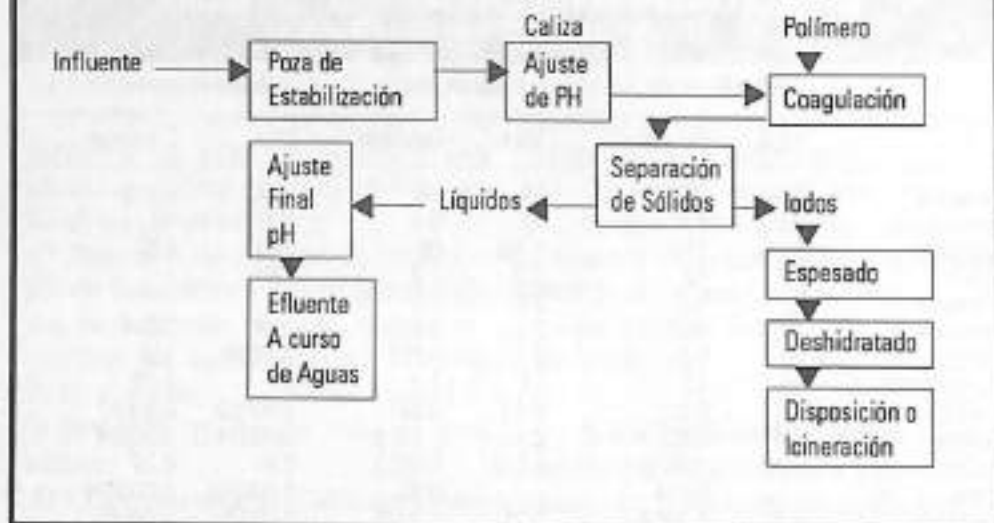 Influente
Poza de
Estabilización
Caliza
Ajuste
de PH
Polímero
Coagulación
Separación
de Sólidos
Líquidos
lodos
Ajuste
Final
pH
Efluente
A curso
de Aguas
Espesado
Deshidratado
Disposición o
Icineración